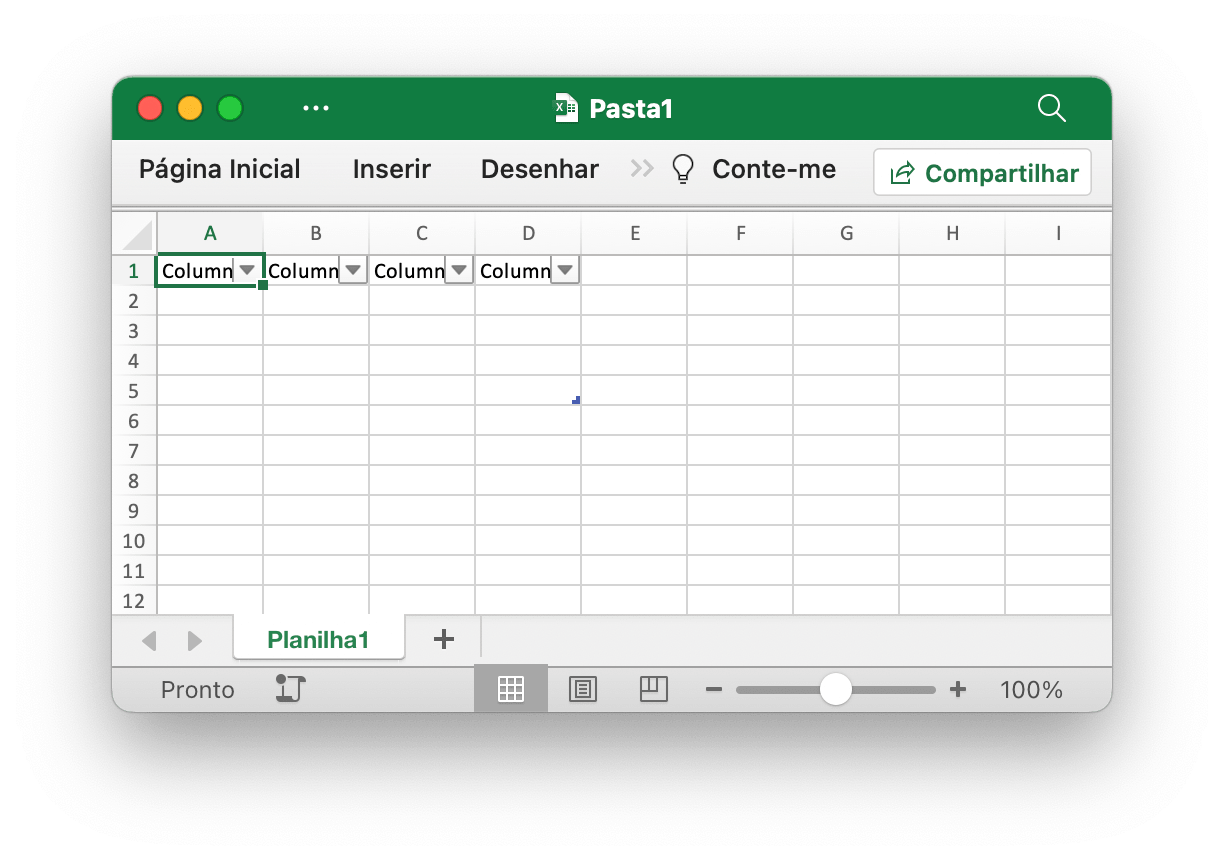 Pasta1
Página Inicial Inserir Desenhar Conte-me Compartilhar
A B C D E F G H I
1 Column Column Column Column
2
3
4
5
6
7
8
9
10
11
12
Planilha1
Pronto 100%